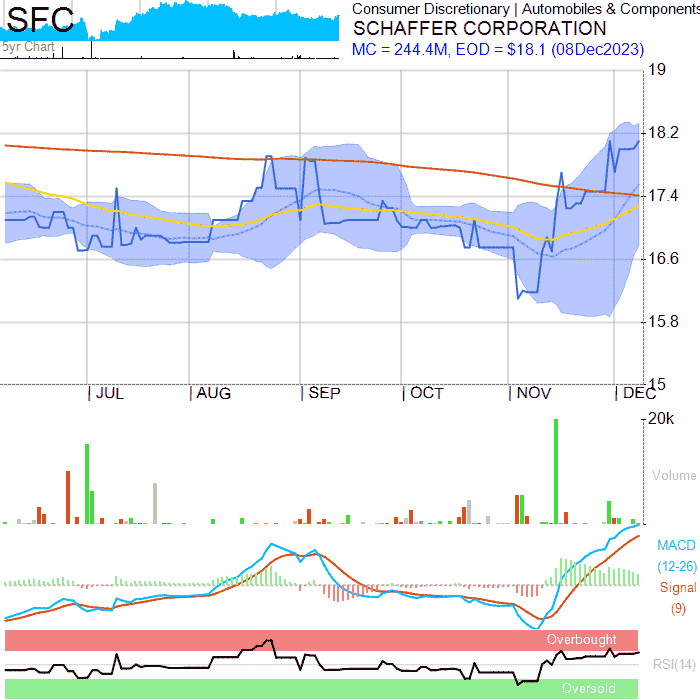 SFC
5yr Chart
Consumer Discretionary | Automobiles & Components
SCHAFFER CORPORATION
MC = 244.4M, EOD = $18.1 (08Dec2023)
19
18.2
17.4
16.6
15.8
15
JUL AUG SEP OCT NOV DEC
20k
Volume
MACD
(12-26)
Signal
(9)
Overbought
RSI(14)
Oversold